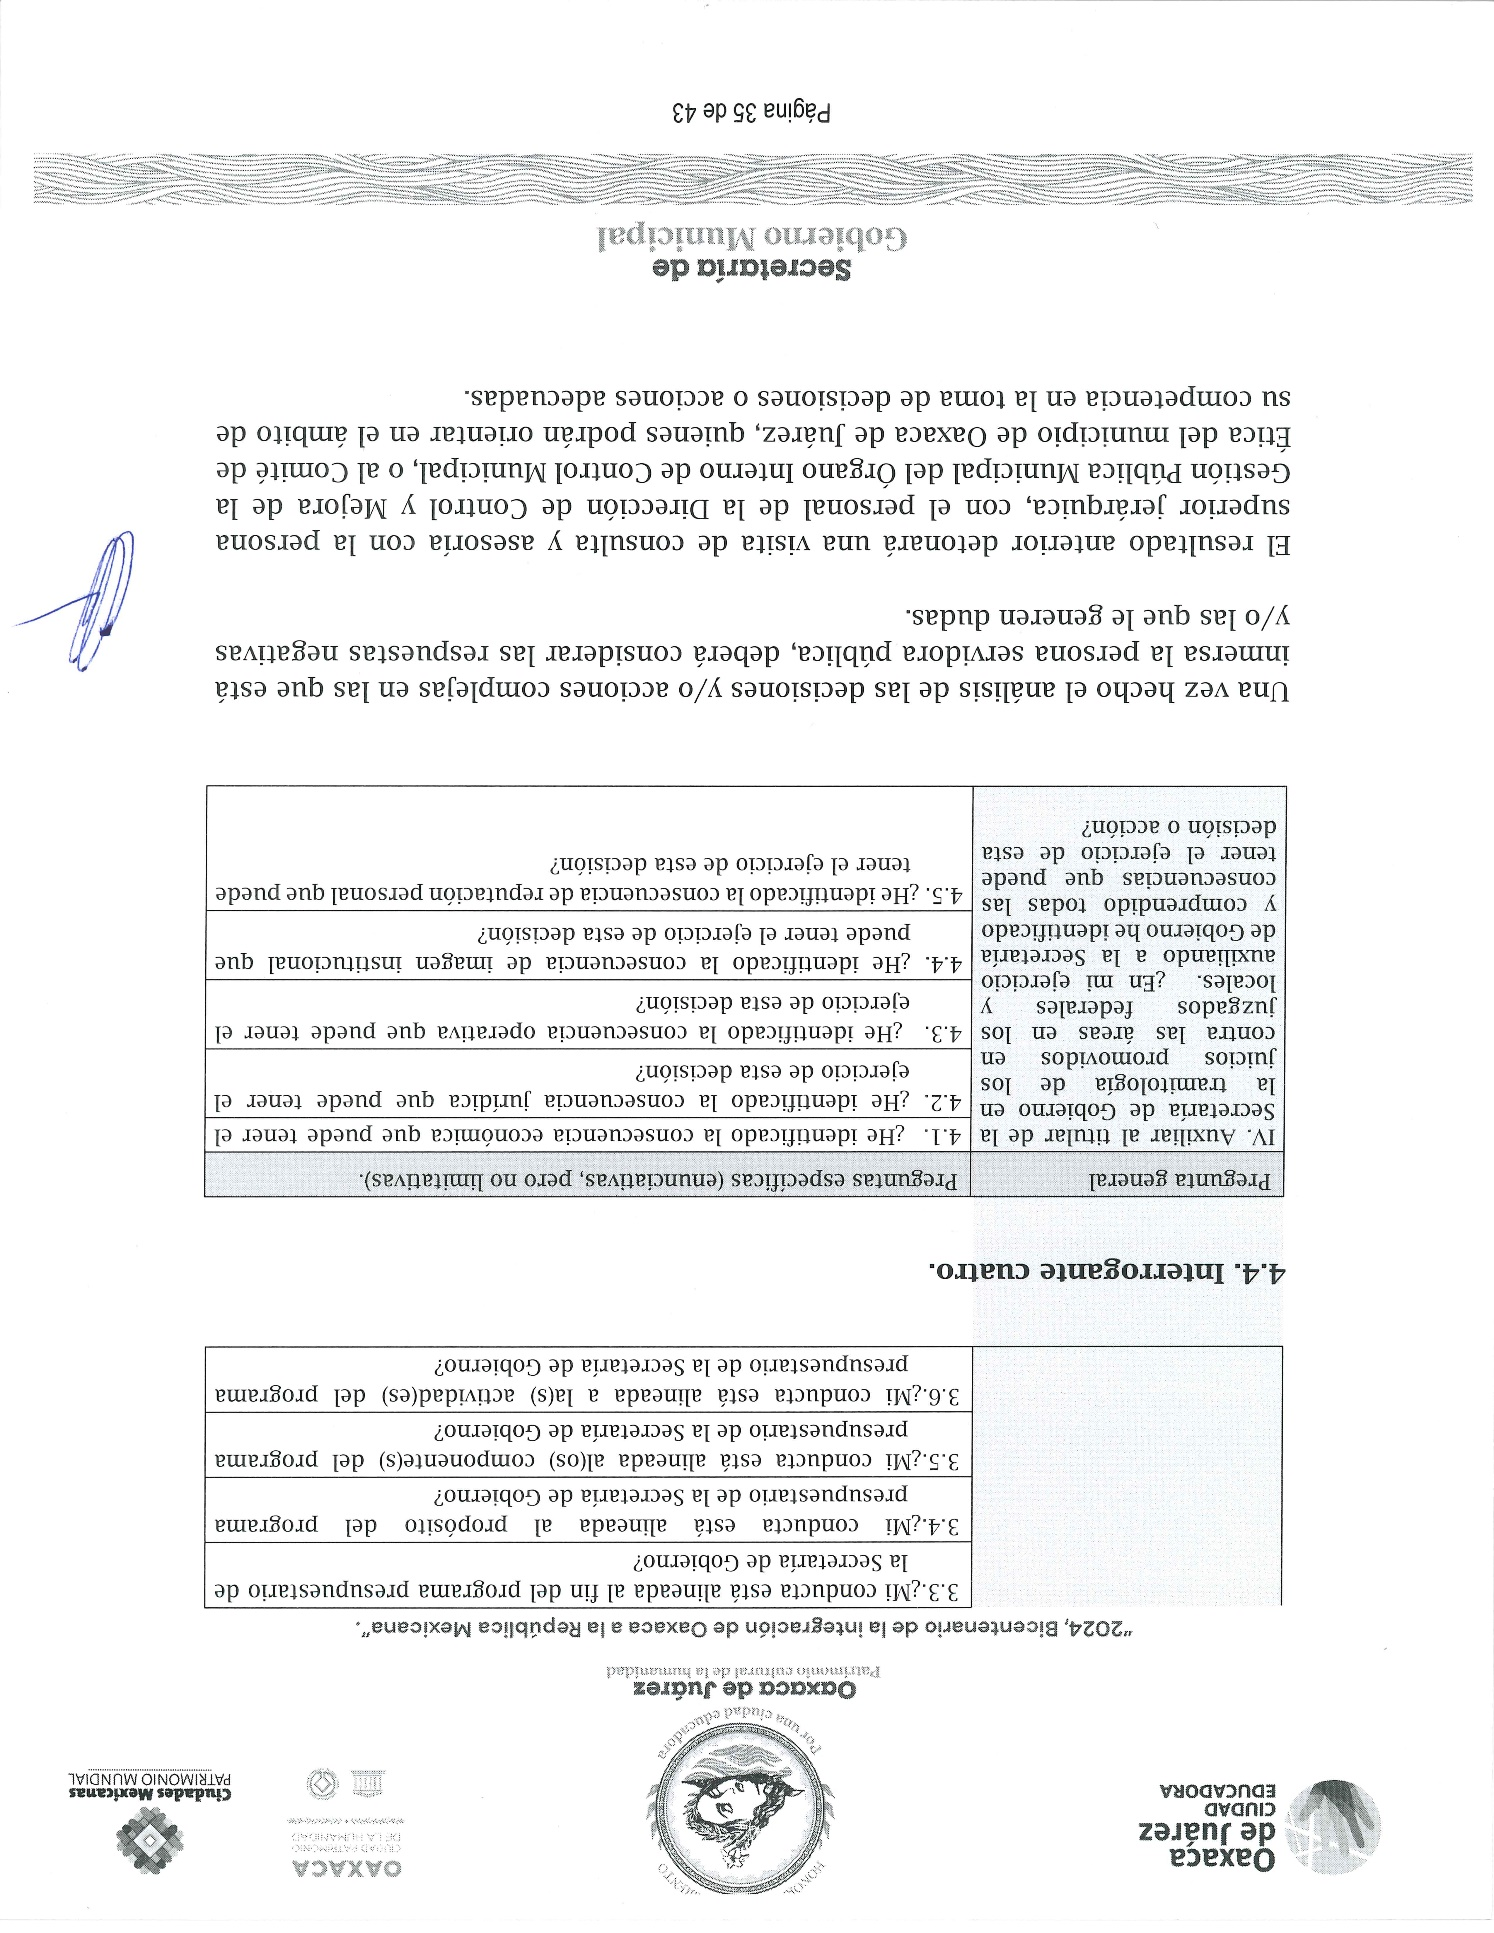 Oaxaca
de Juárez
CIUDAD
EDUCADORA
Oaxaca de Juárez
Patrimonio cultural de la humanidad
Por una ciudad educadora
OAXACA
CIUDAD PATRIMONIO
DE LA HUMANIDAD
Ciudades Mexicanas
PATRIMONIO MUNDIAL
"2024, Bicentenario de la integración de Oaxaca a la República Mexicana".
3.3.¿Mi conducta está alineada al fin del programa presupuestario de
la Secretaría de Gobierno?
3.4.¿Mi conducta está alineada al propósito del programa
presupuestario de la Secretaría de Gobierno?
3.5.¿Mi conducta está alineada al(os) componente(s) del programa
presupuestario de la Secretaría de Gobierno?
3.6.¿Mi conducta está alineada a la(s) actividad(es) del programa
presupuestario de la Secretaría de Gobierno?
4.4. Interrogante cuatro.
Pregunta general
Preguntas específicas (enunciativas, pero no limitativas).
IV. Auxiliar al titular de la
Secretaría de Gobierno en
la tramitología de los
juicios promovidos en
contra las áreas en los
juzgados federales y
locales. ¿En mi ejercicio
auxiliando a la Secretaría
de Gobierno he identificado
y comprendido todas las
consecuencias que puede
tener el ejercicio de esta
decisión o acción?
4.1. ¿He identificado la consecuencia económica que puede tener el
4.2. ¿He identificado la consecuencia jurídica que puede tener el
ejercicio de esta decisión?
4.3. ¿He identificado la consecuencia operativa que puede tener el
ejercicio de esta decisión?
4.4. ¿He identificado la consecuencia de imagen institucional que
puede tener el ejercicio de esta decisión?
4.5. ¿He identificado la consecuencia de reputación personal que puede
tener el ejercicio de esta decisión?
Una vez hecho el análisis de las decisiones y/o acciones complejas en las que está
inmersa la persona servidora pública, deberá considerar las respuestas negativas
y/o las que le generen dudas.
El resultado anterior detonará una visita de consulta y asesoría con la persona
superior jerárquica, con el personal de la Dirección de Control y Mejora de la
Gestión Pública Municipal del Órgano Interno de Control Municipal, o al Comité de
Ética del municipio de Oaxaca de Juárez, quienes podrán orientar en el ámbito de
su competencia en la toma de decisiones o acciones adecuadas.
Secretaría de
Gobierno Municipal
Página 35 de 43